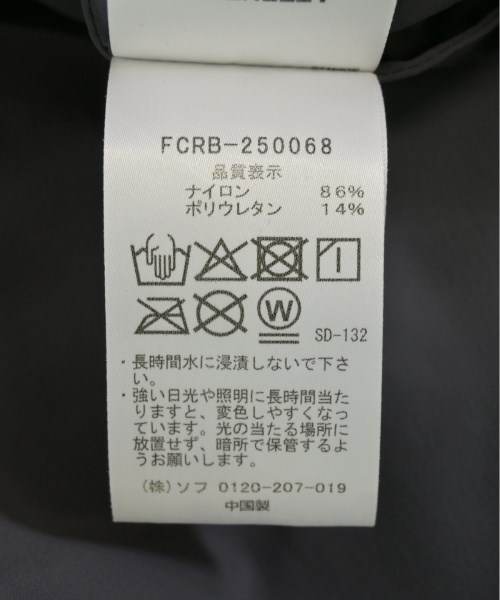 FCRB-250068
品質表示
ナイロン 86%
ポリウレタン 14%
W
SD-132
・長時間水に浸漬しないで下さ
い。
・強い日光や照明に長時間当た
りますと、変色しやすくなっ
ています。光の当たる場所に
放置せず、暗所で保管するよ
うお願いします。
(株)ソフ 0120-207-019
中国製